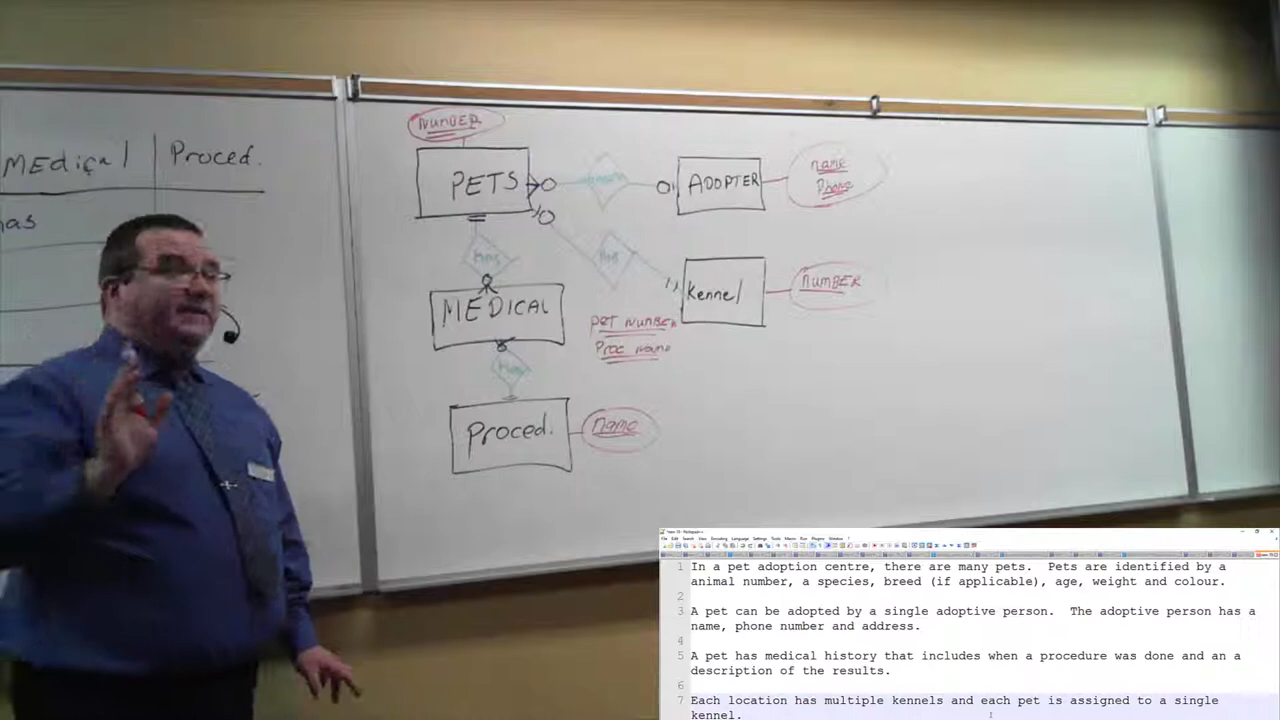 MEdical Proced.
has
NUMBER
PETS
ADOPTER
name
Phone
Has
Has
MEDICAL
Kennel
NUMBER
PET NUMBER
Proc Name
Has
Proced.
name
1 In a pet adoption centre, there are many pets. Pets are identified by a
animal number, a species, breed (if applicable), age, weight and colour.
2
3 A pet can be adopted by a single adoptive person. The adoptive person has a
name, phone number and address.
4
5 A pet has medical history that includes when a procedure was done and an a
description of the results.
6
7 Each location has multiple kennels and each pet is assigned to a single
kennel.